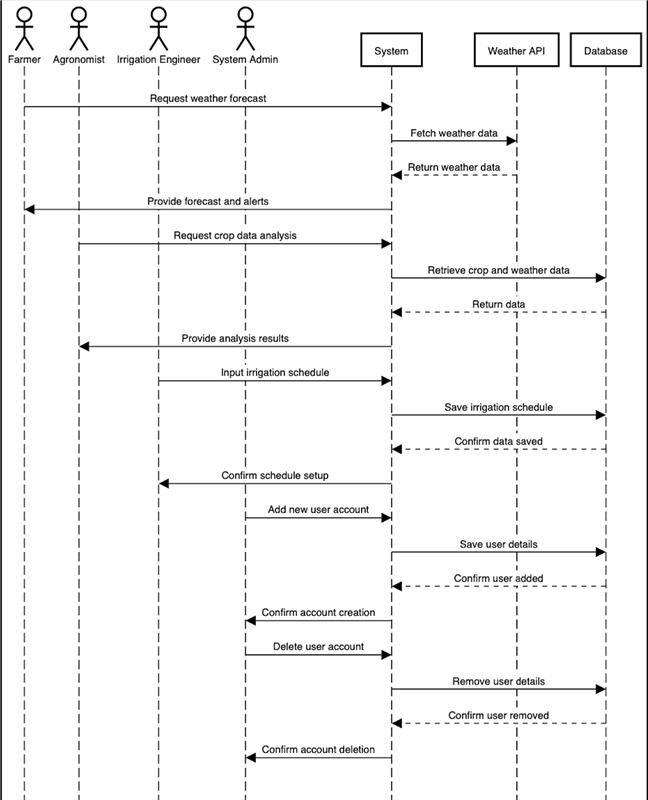 Farmer
Agronomist
Irrigation Engineer
System Admin
System
Weather API
Database
Request weather forecast
Fetch weather data
Return weather data
Provide forecast and alerts
Request crop data analysis
Retrieve crop and weather data
Return data
Provide analysis results
Input irrigation schedule
Save irrigation schedule
Confirm data saved
Confirm schedule setup
Add new user account
Save user details
Confirm user added
Confirm account creation
Delete user account
Remove user details
Confirm user removed
Confirm account deletion